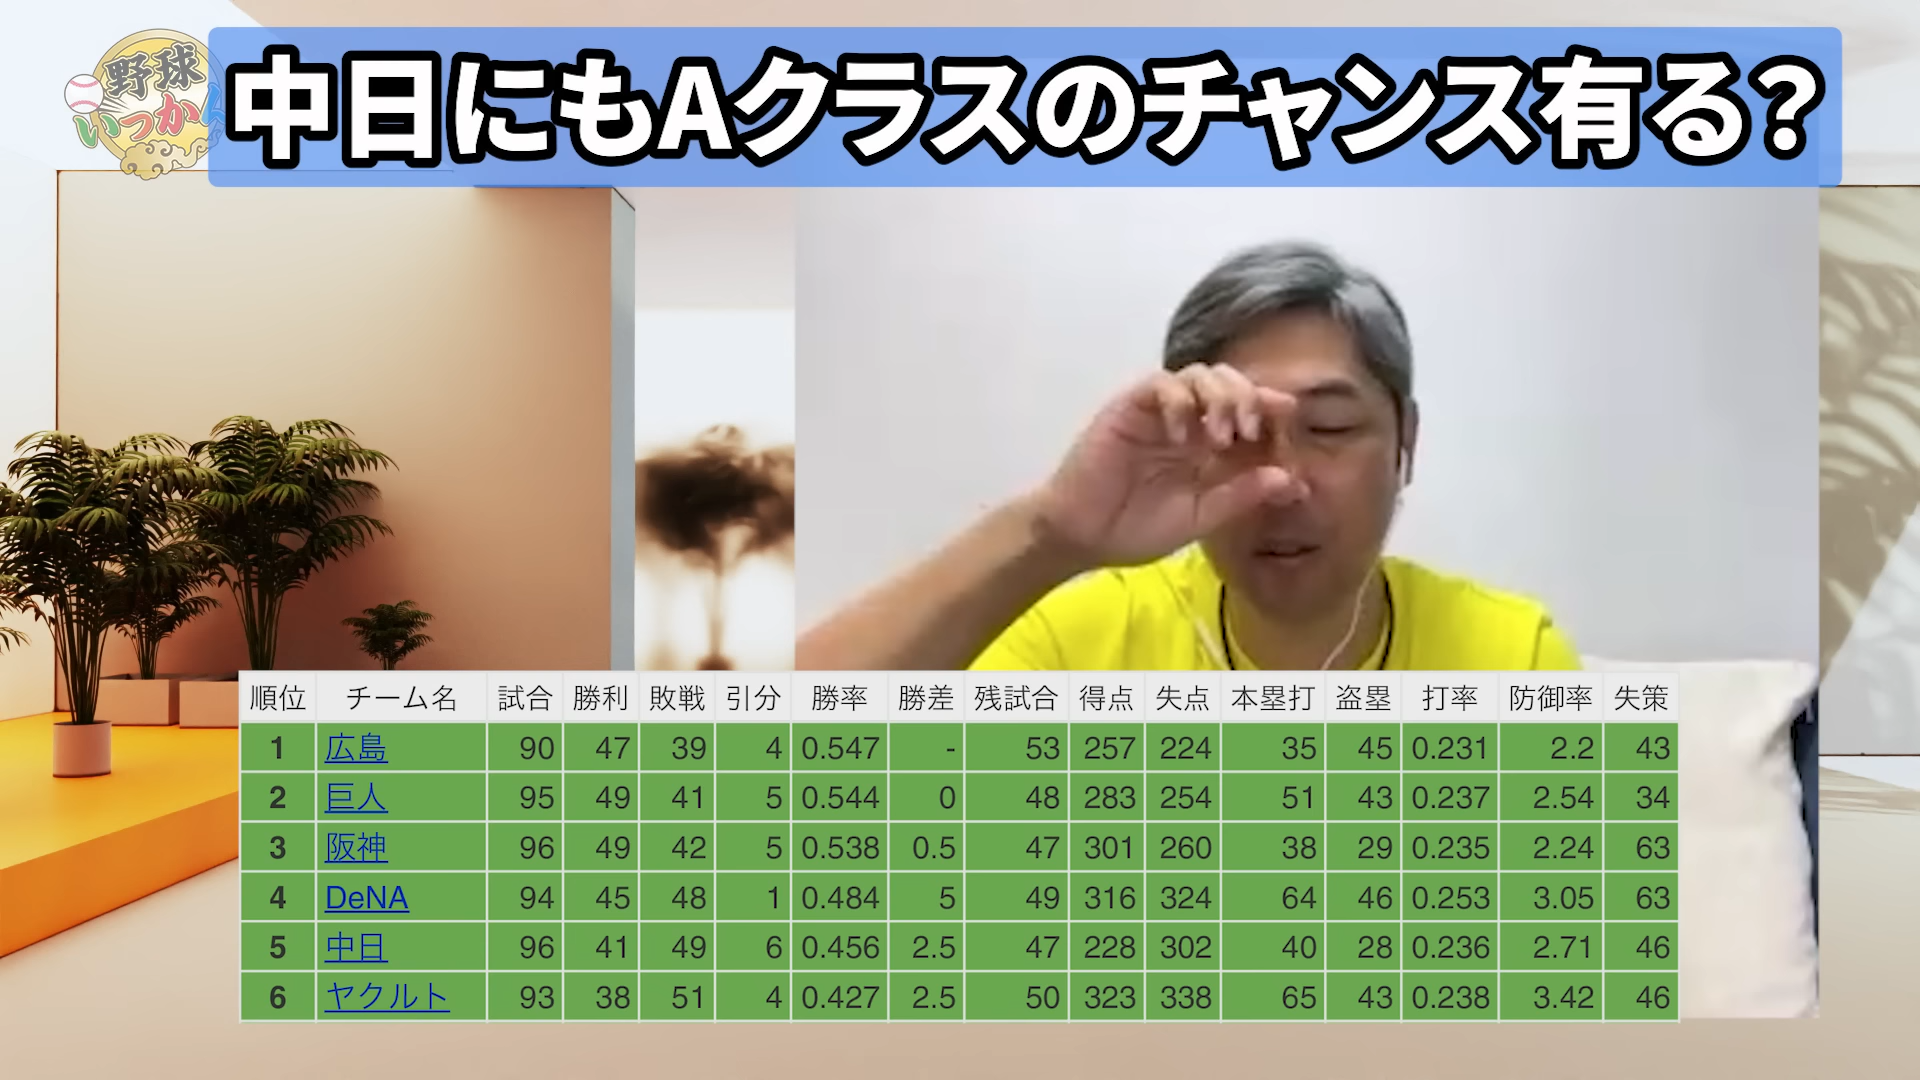 野球
いっかん
中日にもAクラスのチャンス有る？
順位 チーム名 試合 勝利 敗戦 引分 勝率 勝差 残試合 得点 失点 本塁打 盗塁 打率 防御率 失策
1 広島 90 47 39 4 0.547 - 53 257 224 35 45 0.231 2.2 43
2 巨人 95 49 41 5 0.544 0 48 283 254 51 43 0.237 2.54 34
3 阪神 96 49 42 5 0.538 0.5 47 301 260 38 29 0.235 2.24 63
4 DeNA 94 45 48 1 0.484 5 49 316 324 64 46 0.253 3.05 63
5 中日 96 41 49 6 0.456 2.5 47 228 302 40 28 0.236 2.71 46
6 ヤクルト 93 38 51 4 0.427 2.5 50 323 338 65 43 0.238 3.42 46